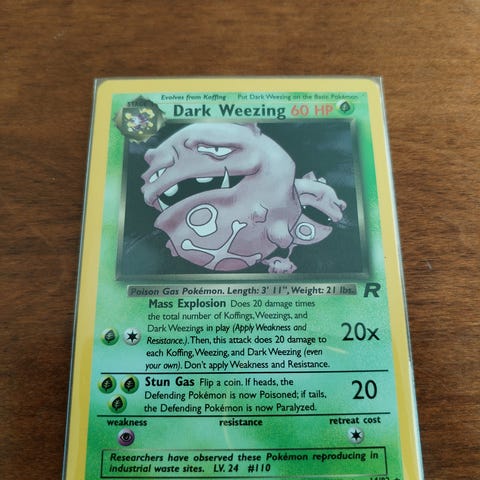 STAGE 1 Evolves from Koffing Put Dark Weezing on the Basic Pokémon
Dark Weezing 60 HP
Poison Gas Pokémon. Length: 3' 11", Weight: 21 lbs.
R
Mass Explosion Does 20 damage times
the total number of Koffings, Weezings, and
Dark Weezings in play (Apply Weakness and
Resistance.) Then, this attack does 20 damage to
each Koffing, Weezing, and Dark Weezing (even
your own). Don't apply Weakness and Resistance.
20x
Stun Gas Flip a coin. If heads, the
Defending Pokémon is now Poisoned; if tails,
the Defending Pokémon is now Paralyzed.
20
weakness resistance retreat cost
Researchers have observed these Pokémon reproducing in
industrial waste sites. LV. 24 #110